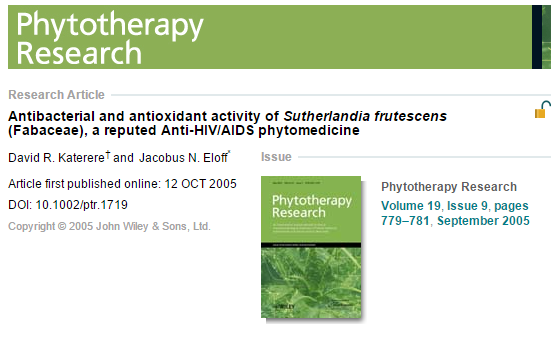 Phytotherapy
Research
Research Article
Antibacterial and antioxidant activity of Sutherlandia frutescens
(Fabaceae), a reputed Anti-HIV/AIDS phytomedicine
David R. Katerere† and Jacobus N. Eloff*
Article first published online: 12 OCT 2005
DOI: 10.1002/ptr.1719
Copyright © 2005 John Wiley & Sons, Ltd.
Issue
Phytotherapy
Research
WILEY
Phytotherapy Research
Volume 19, Issue 9, pages
779–781, September 2005